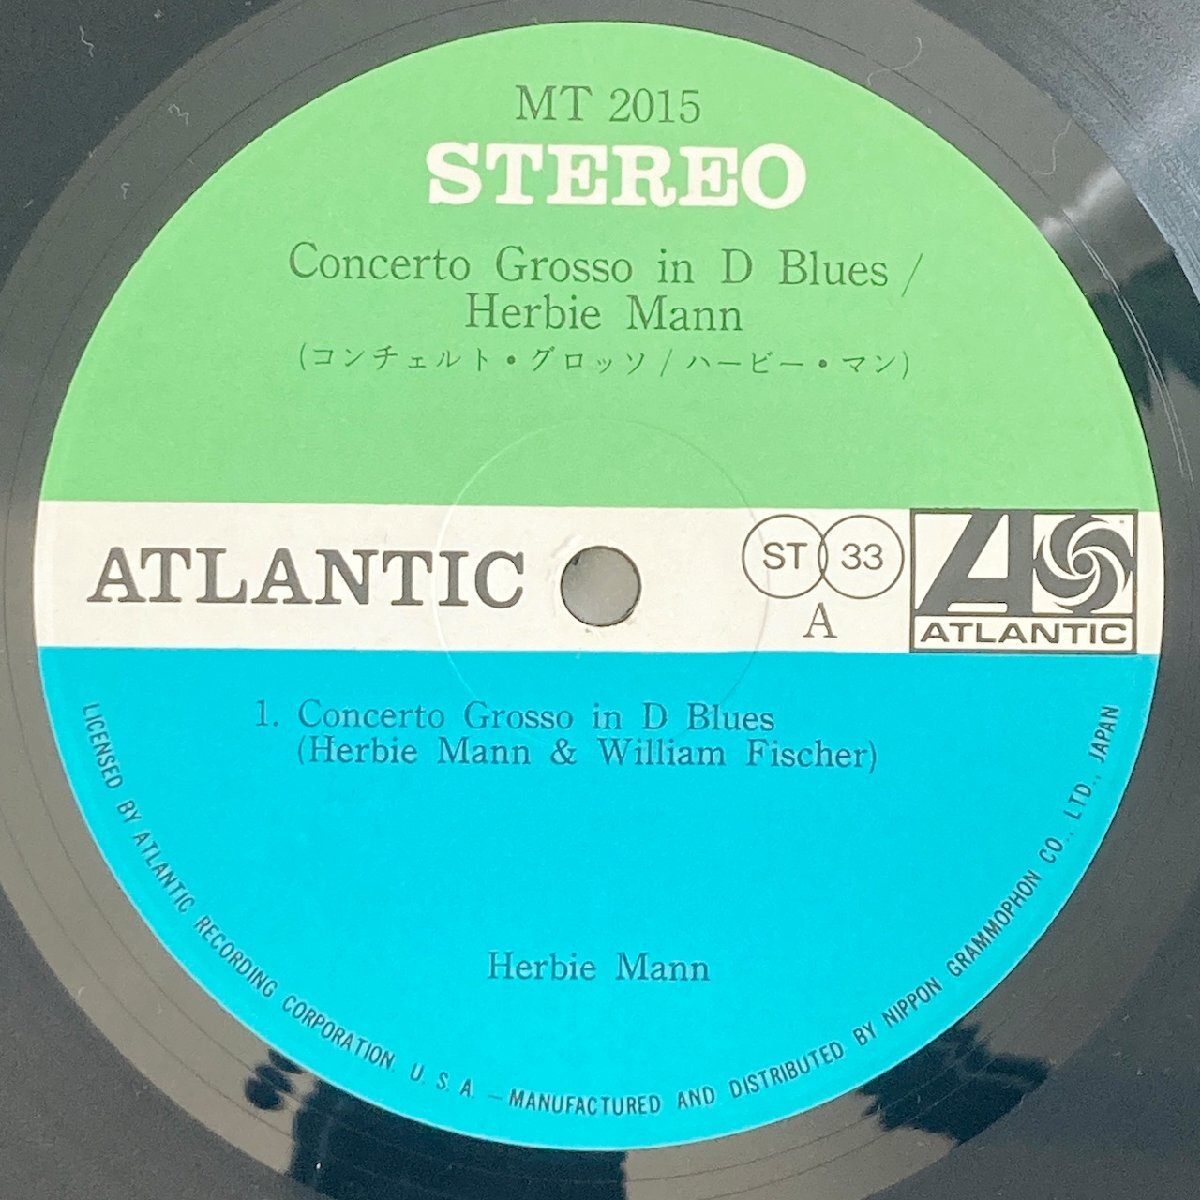 MT 2015
STEREO
Concerto Grosso in D Blues /
Herbie Mann
(コンチェルト・グロッソ / ハービー・マン)
ATLANTIC
ST 33
A
ATLANTIC
1. Concerto Grosso in D Blues
(Herbie Mann & William Fischer)
Herbie Mann
LICENSED BY ATLANTIC RECORDING CORPORATION. U. S. A. – MANUFACTURED AND DISTRIBUTED BY NIPPON GRAMMOPHON CO., LTD., JAPAN